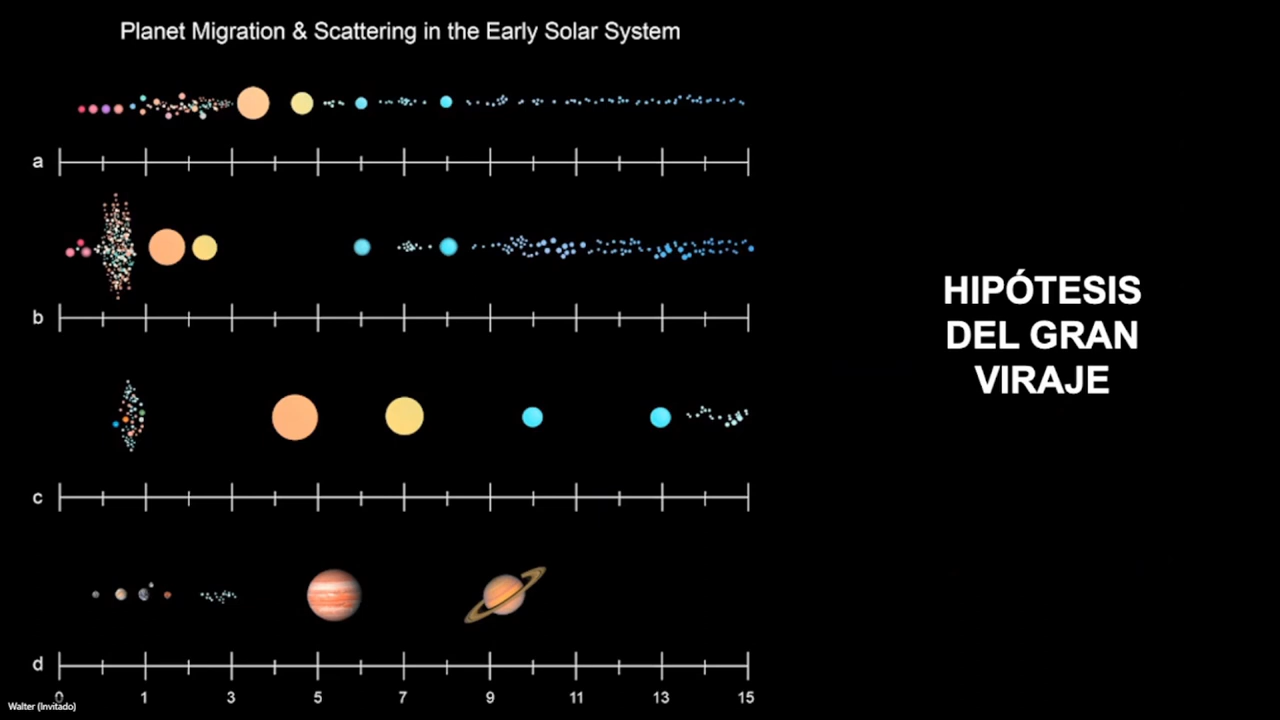 Planet Migration & Scattering in the Early Solar System
a
b
c
d
0 1 3 5 7 9 11 13 15
HIPÓTESIS
DEL GRAN
VIRAJE
Walter (Invitado)